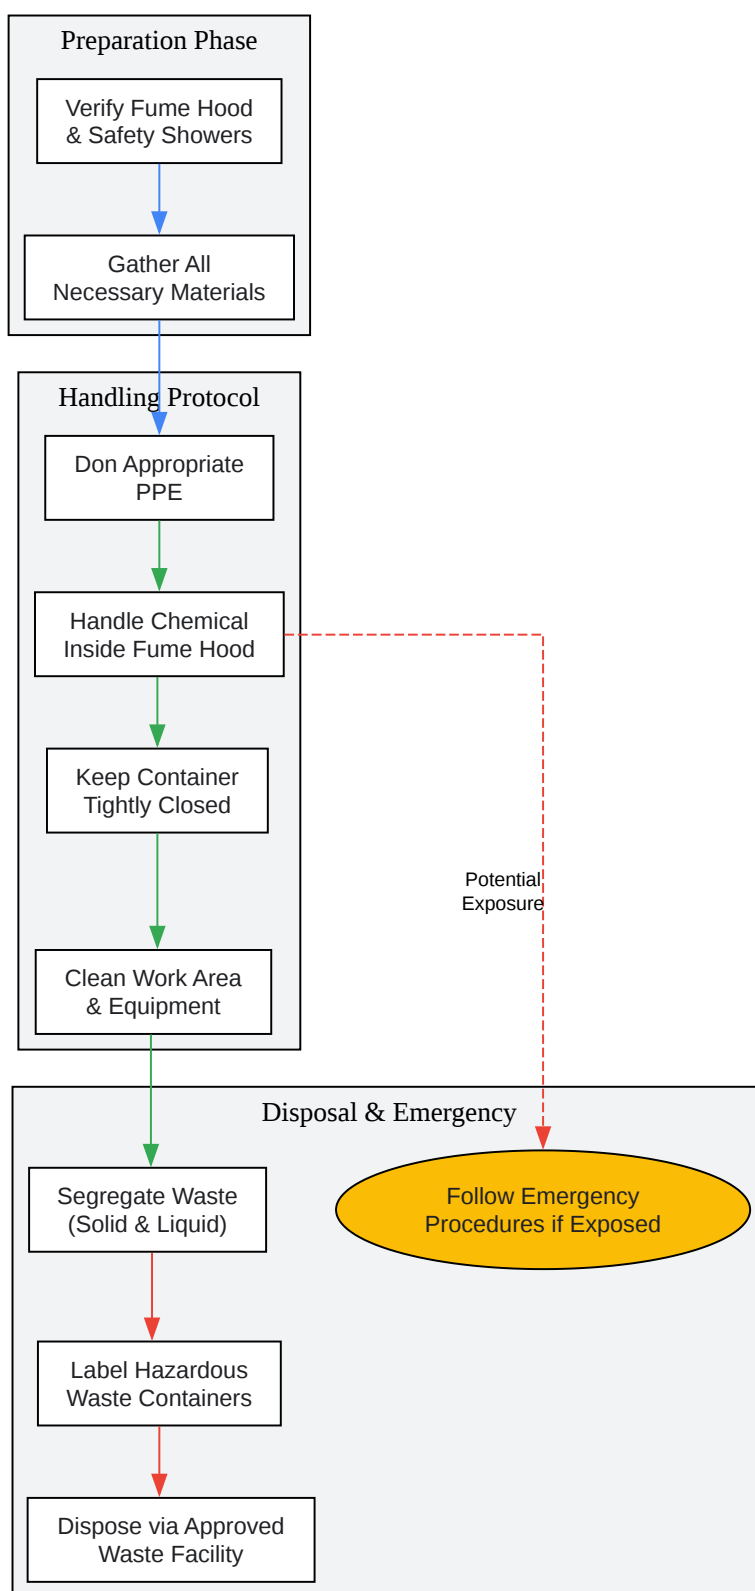 Preparation Phase
Verify Fume Hood
& Safety Showers
Gather All
Necessary Materials
Handling Protocol
Don Appropriate
PPE
Handle Chemical
Inside Fume Hood
Keep Container
Tightly Closed
Potential
Exposure
Clean Work Area
& Equipment
Disposal & Emergency
Segregate Waste
(Solid & Liquid)
Follow Emergency
Procedures if Exposed
Label Hazardous
Waste Containers
Dispose via Approved
Waste Facility